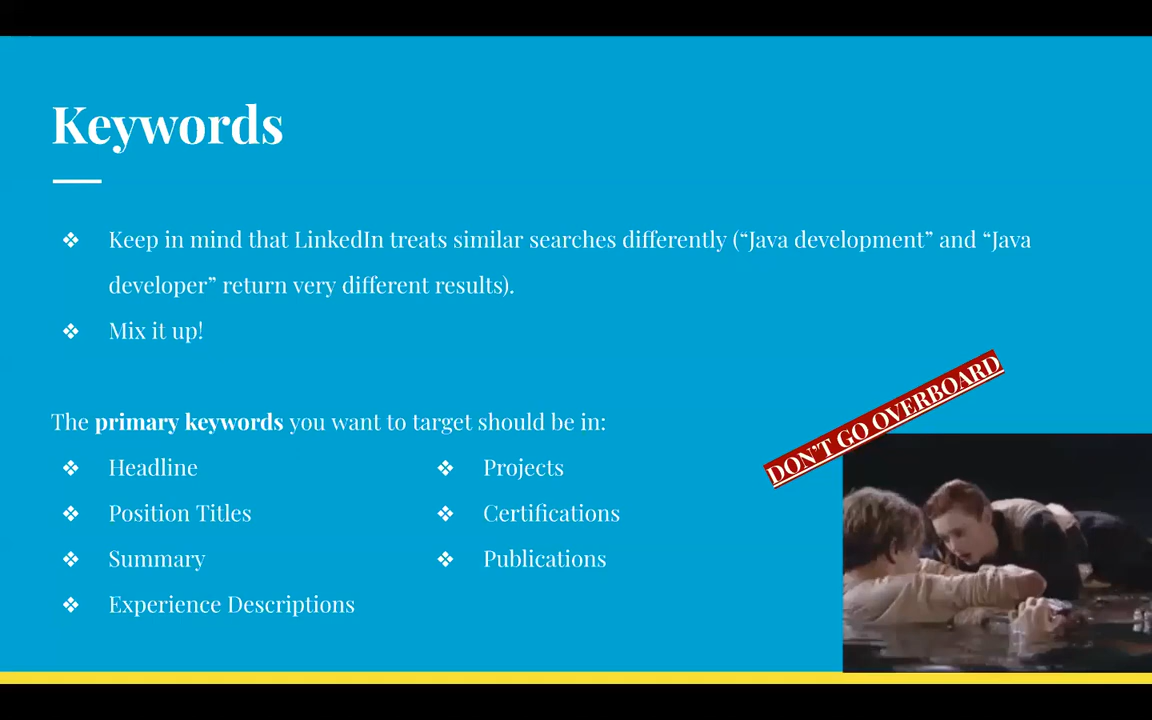 Keywords
❖ Keep in mind that LinkedIn treats similar searches differently (“Java development” and “Java
developer” return very different results).
❖ Mix it up!
The primary keywords you want to target should be in:
❖ Headline
❖ Position Titles
❖ Summary
❖ Experience Descriptions
❖ Projects
❖ Certifications
❖ Publications
DON’T GO OVERBOARD